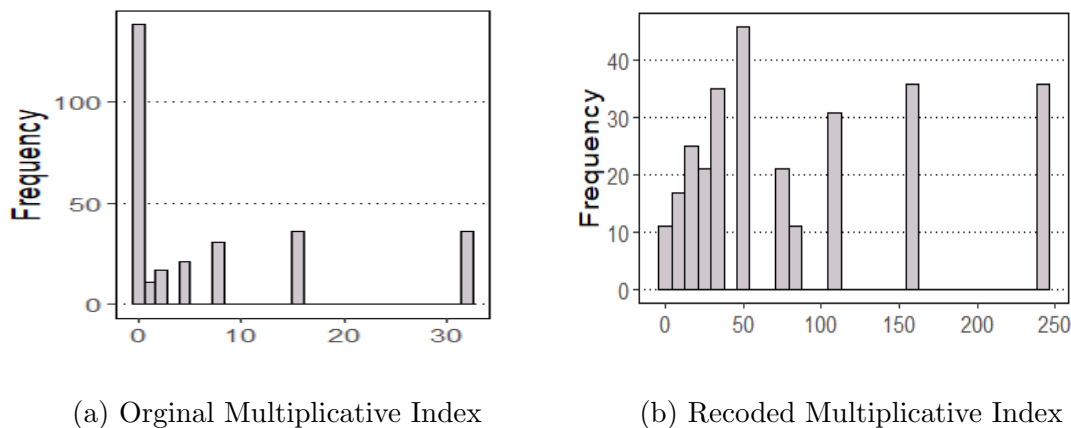 Frequency
100
50
0
0 10 20 30
(a) Orginal Multiplicative Index
Frequency
40
30
20
10
0
0 50 100 150 200 250
(b) Recoded Multiplicative Index